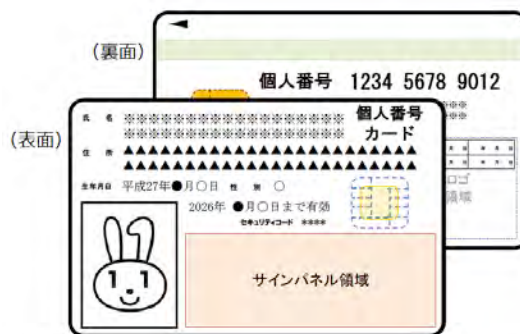 (裏面)
個人番号 1234 5678 9012
※※
※※
(表面)
氏 名 ※※※※※※※※※※※※※※※※※※
※※※※※※※※※※※※※※※※※※
個人番号
カード
住 所 ▲▲▲▲▲▲▲▲▲▲▲▲▲▲▲▲▲▲▲▲▲▲▲▲
▲▲▲▲▲▲▲▲▲▲▲▲▲▲▲▲▲▲▲▲▲▲▲▲
生年月日 平成27年●月○日 性 別 ○
2026年 ●月○日まで有効
セキュリティコード ****
ロゴ
領域
サインパネル領域